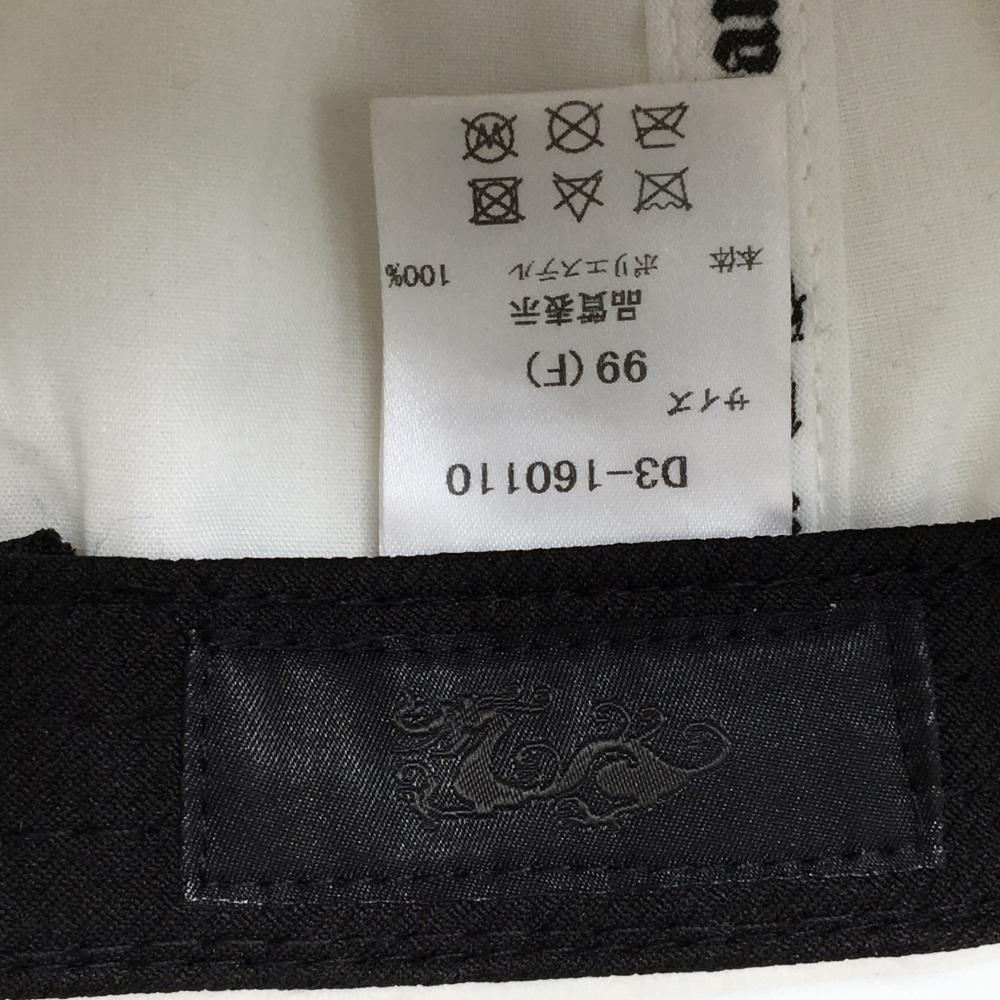 D3-160110
サイズ
99 (F)
品質表示
本体 ポリエステル 100%
W